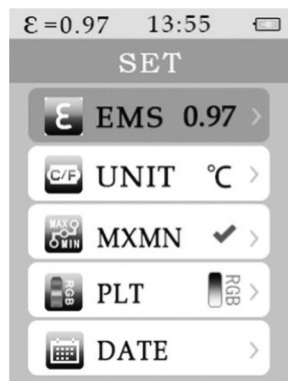 ε=0.97 13:55
SET
ε EMS 0.97 >
C/F UNIT °C >
MAX MIN MXMN ✔ >
RGB PLT RGB >
DATE >